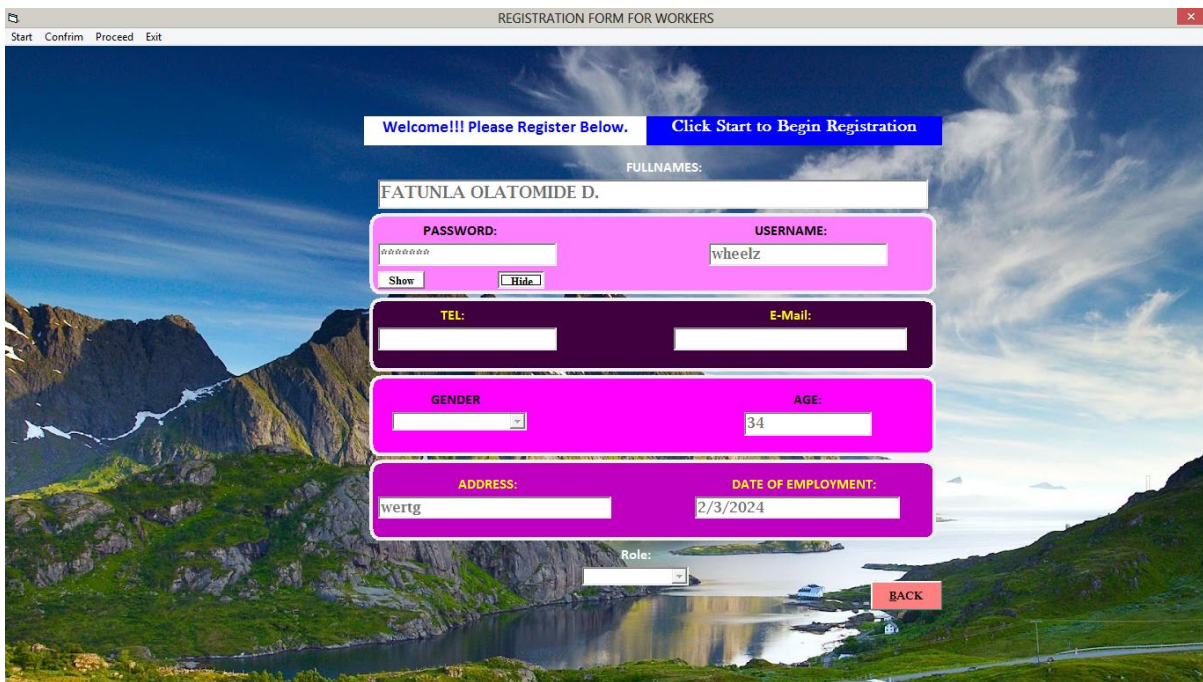 REGISTRATION FORM FOR WORKERS
Start Confrim Proceed Exit
Welcome!!! Please Register Below. Click Start to Begin Registration
FULLNAMES:
FATUNLA OLATOMIDE D.
PASSWORD: USERNAME:
******* wheelz
Show Hide
TEL: E-Mail:
GENDER AGE:
34
ADDRESS: DATE OF EMPLOYMENT:
wertg 2/3/2024
Role:
BACK